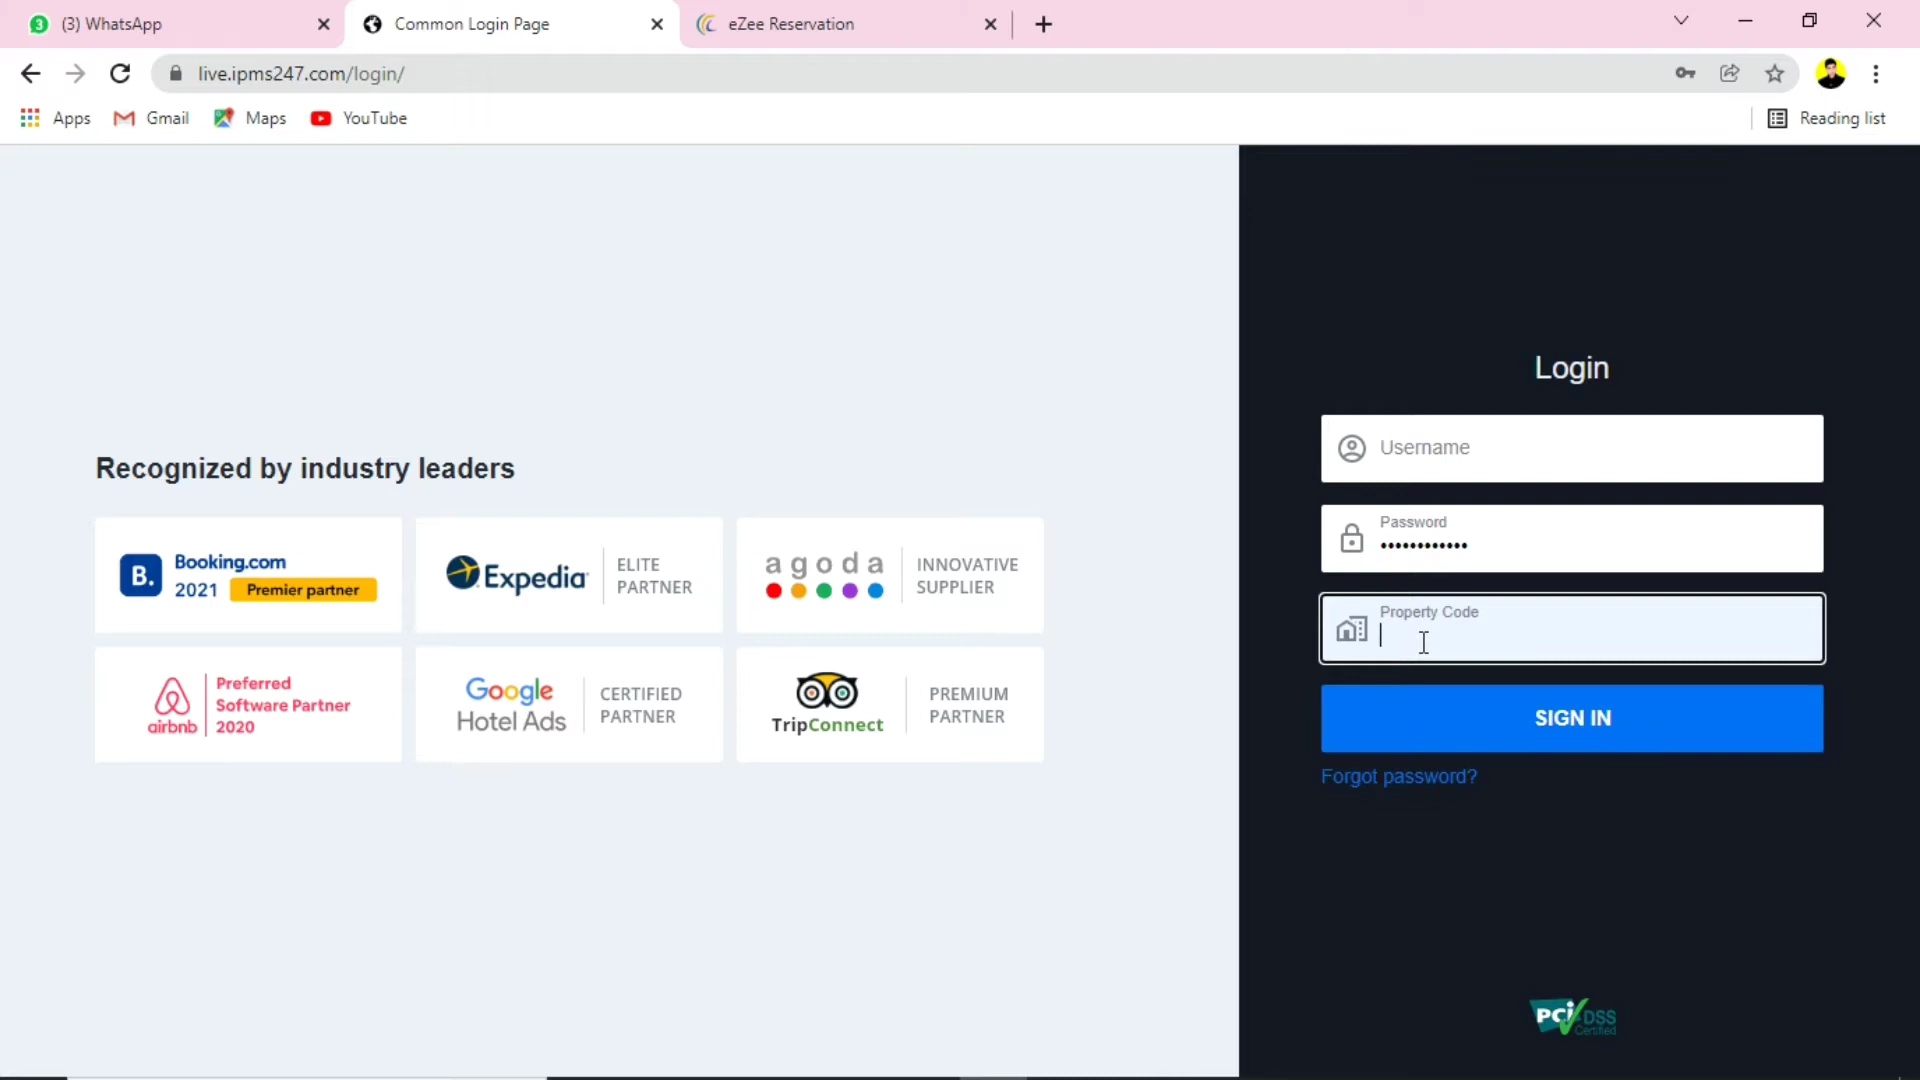 3 (3) WhatsApp
Common Login Page
eZee Reservation
live.ipms247.com/login/
Apps
Gmail
Maps
YouTube
Reading list
Recognized by industry leaders
B. Booking.com
2021 Premier partner
Expedia
ELITE
PARTNER
agoda
INNOVATIVE
SUPPLIER
airbnb
Preferred
Software Partner
2020
Google
Hotel Ads
CERTIFIED
PARTNER
TripConnect
PREMIUM
PARTNER
Login
Username
Password
••••••••••••
Property Code
SIGN IN
Forgot password?
PCI DSS
Certified